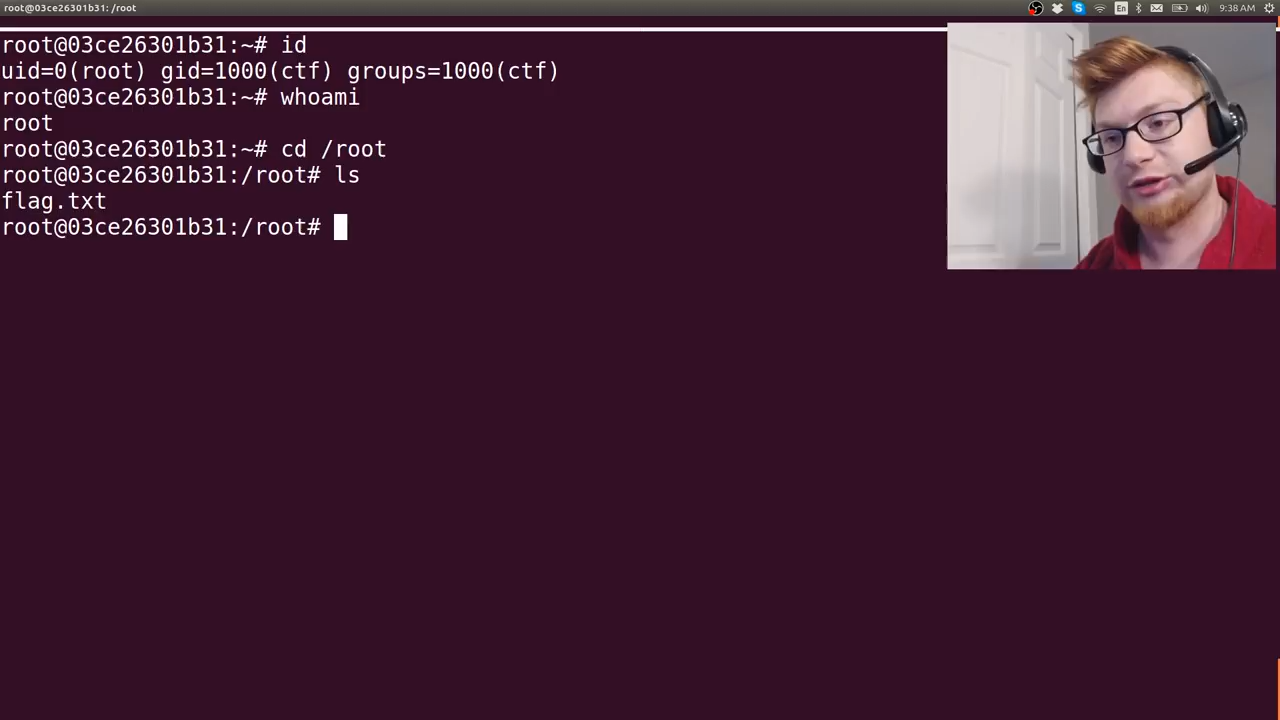 root@03ce26301b31: /root
En
9:38 AM
root@03ce26301b31:~# id
uid=0(root) gid=1000(ctf) groups=1000(ctf)
root@03ce26301b31:~# whoami
root
root@03ce26301b31:~# cd /root
root@03ce26301b31:/root# ls
flag.txt
root@03ce26301b31:/root#